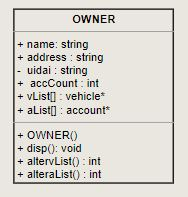 OWNER
+ name: string
+ address : string
- uidai : string
+ accCount : int
+ vList[] : vehicle*
+ aList[] : account*
+ OWNER()
+ disp(): void
+ altervList() : int
+ alteraList() : int